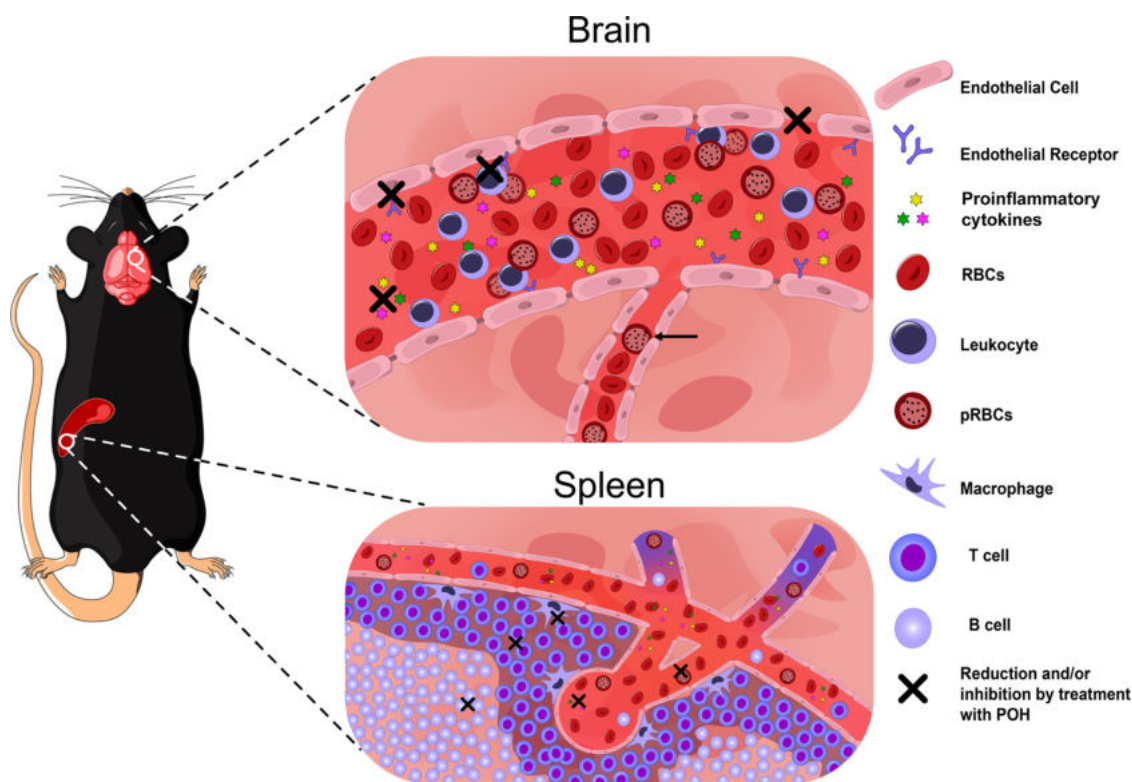 Brain
Endothelial Cell
Endothelial Receptor
Proinflammatory
cytokines
RBCs
Leukocyte
pRBCs
Spleen
Macrophage
T cell
B cell
Reduction and/or
inhibition by treatment
with POH